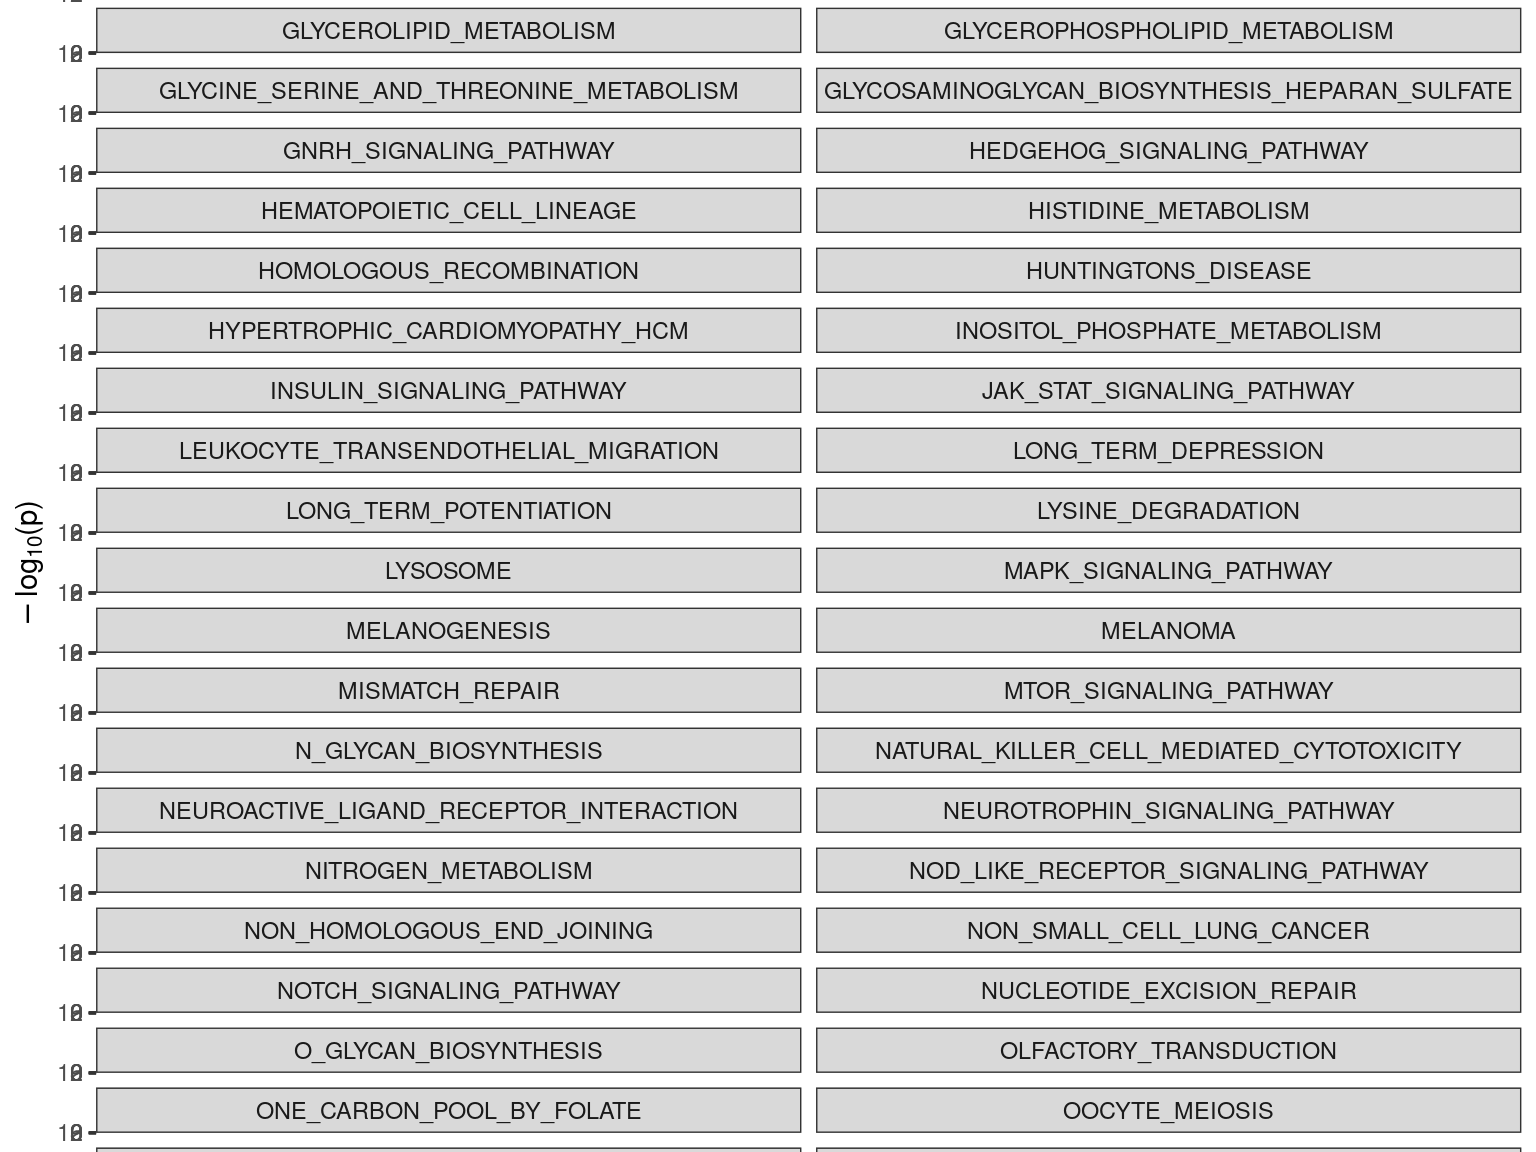 GLYCEROLIPID_METABOLISM GLYCEROPHOSPHOLIPID_METABOLISM
GLYCINE_SERINE_AND_THREONINE_METABOLISM GLYCOSAMINOGLYCAN_BIOSYNTHESIS_HEPARAN_SULFATE
GNRH_SIGNALING_PATHWAY HEDGEHOG_SIGNALING_PATHWAY
HEMATOPOIETIC_CELL_LINEAGE HISTIDINE_METABOLISM
HOMOLOGOUS_RECOMBINATION HUNTINGTONS_DISEASE
HYPERTROPHIC_CARDIOMYOPATHY_HCM INOSITOL_PHOSPHATE_METABOLISM
INSULIN_SIGNALING_PATHWAY JAK_STAT_SIGNALING_PATHWAY
LEUKOCYTE_TRANSENDOTHELIAL_MIGRATION LONG_TERM_DEPRESSION
LONG_TERM_POTENTIATION LYSINE_DEGRADATION
− log10(p)
LYSOSOME MAPK_SIGNALING_PATHWAY
MELANOGENESIS MELANOMA
MISMATCH_REPAIR MTOR_SIGNALING_PATHWAY
N_GLYCAN_BIOSYNTHESIS NATURAL_KILLER_CELL_MEDIATED_CYTOTOXICITY
NEUROACTIVE_LIGAND_RECEPTOR_INTERACTION NEUROTROPHIN_SIGNALING_PATHWAY
NITROGEN_METABOLISM NOD_LIKE_RECEPTOR_SIGNALING_PATHWAY
NON_HOMOLOGOUS_END_JOINING NON_SMALL_CELL_LUNG_CANCER
NOTCH_SIGNALING_PATHWAY NUCLEOTIDE_EXCISION_REPAIR
O_GLYCAN_BIOSYNTHESIS OLFACTORY_TRANSDUCTION
ONE_CARBON_POOL_BY_FOLATE OOCYTE_MEIOSIS